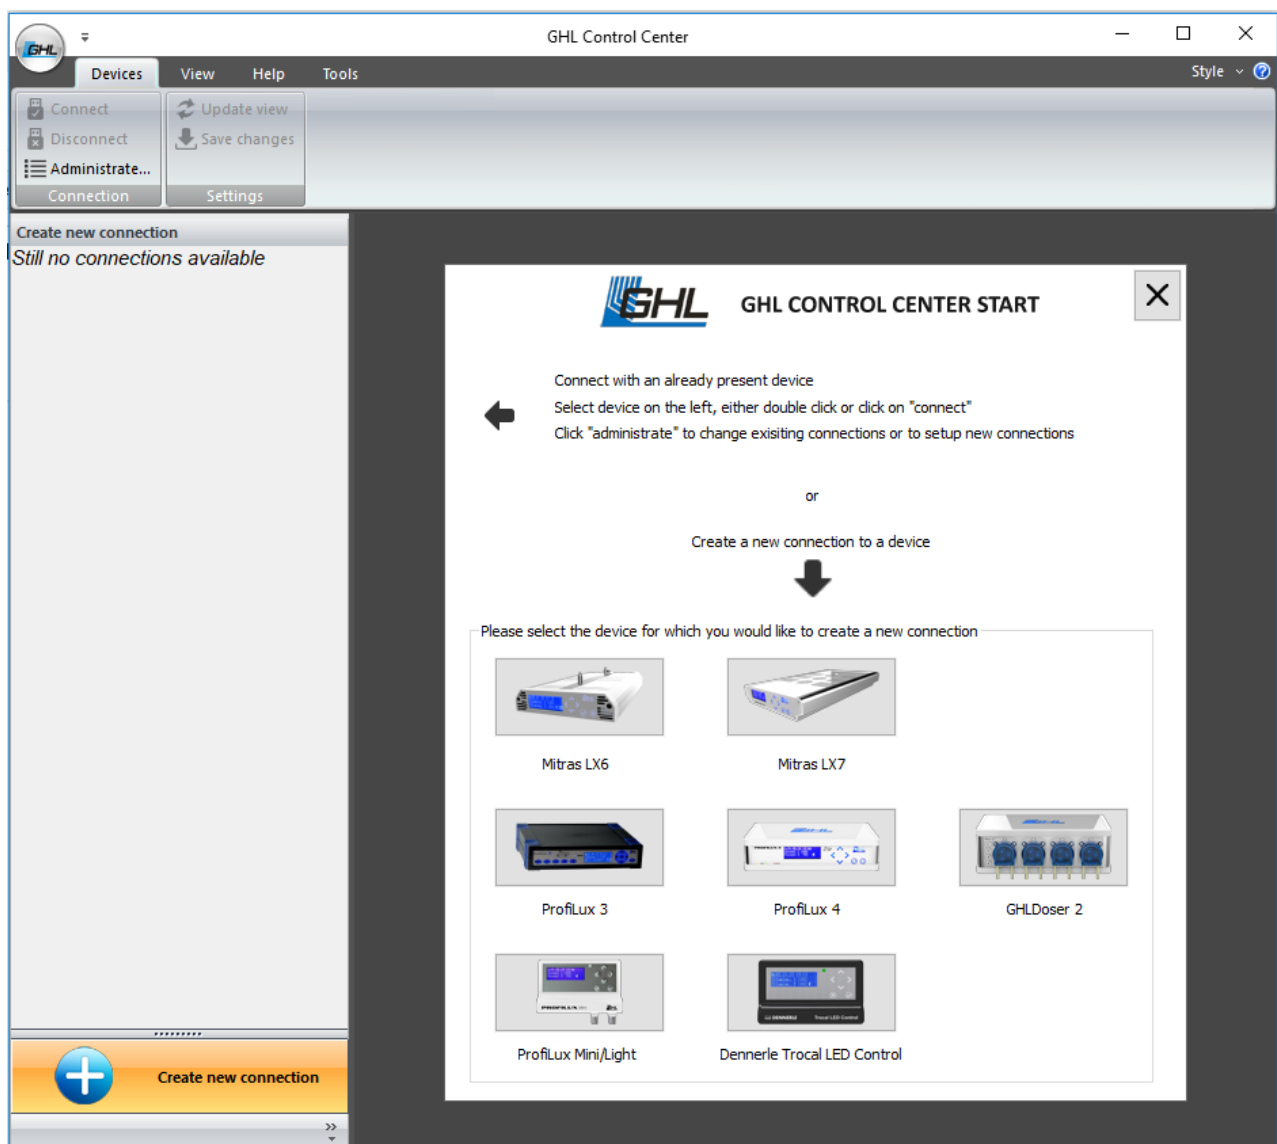 GHL
GHL Control Center
Devices View Help Tools
Style
Connect
Update view
Disconnect
Save changes
Administrate...
Connection
Settings
Create new connection
Still no connections available
GHL
GHL CONTROL CENTER START
Connect with an already present device
Select device on the left, either double click or click on "connect"
Click "administrate" to change exisiting connections or to setup new connections
or
Create a new connection to a device
Please select the device for which you would like to create a new connection
Mitras LX6
Mitras LX7
ProfiLux 3
ProfiLux 4
GHLDoser 2
ProfiLux Mini/Light
Dennerle Trocal LED Control
Create new connection